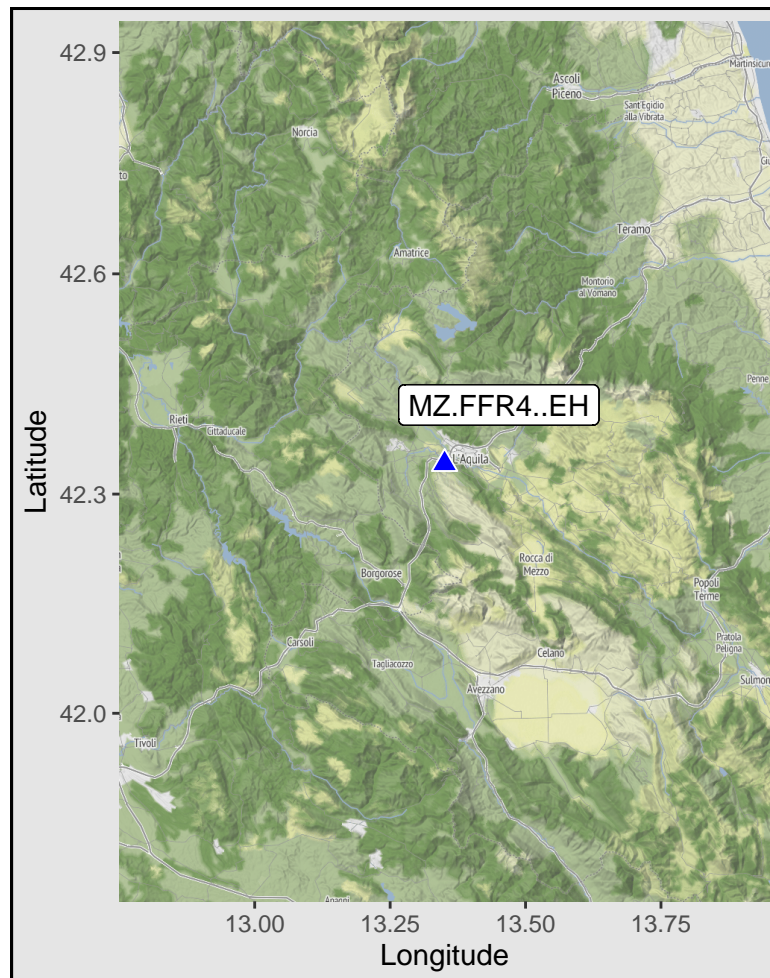 42.9
Martinsicuro
Ascoli
Piceno
Sant'Egidio
alla Vibrata
Norcia
Teramo
Amatrice
42.6
Montorio
al Vomano
Penne
MZ.FFR4..EH
Rieti
Cittaducale
L'Aquila
Latitude
42.3
Rocca di
Mezzo
Borgorose
Popoli
Terme
Carsoli
Pratola
Peligna
Celano
Tagliacozzo
Sulmon
Avezzano
42.0
Tivoli
13.00
13.25
13.50
13.75
Longitude